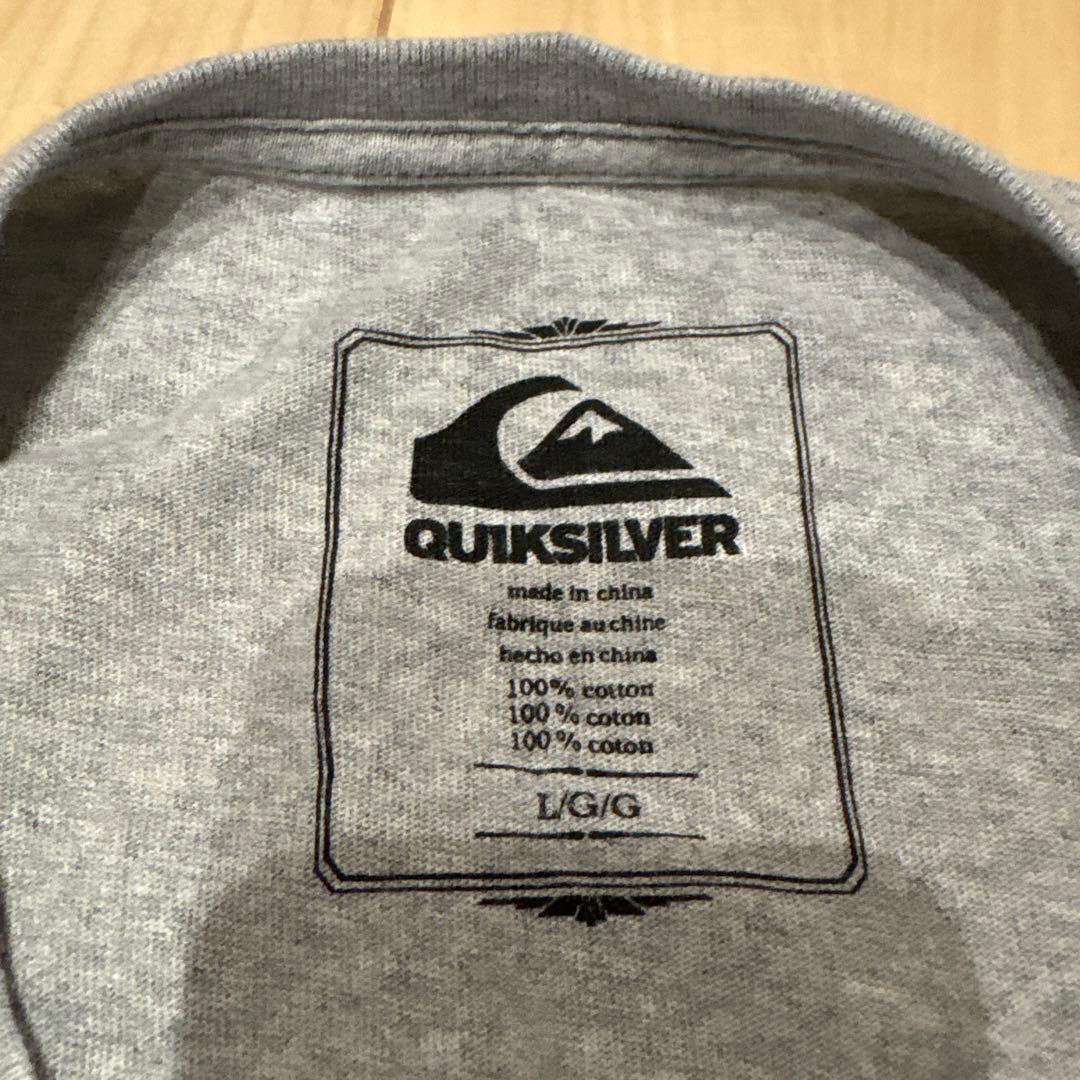 QUIKSILVER
made in china
fabrique au chine
hecho en china
100% cotton
100% coton
100% coton
L/G/G